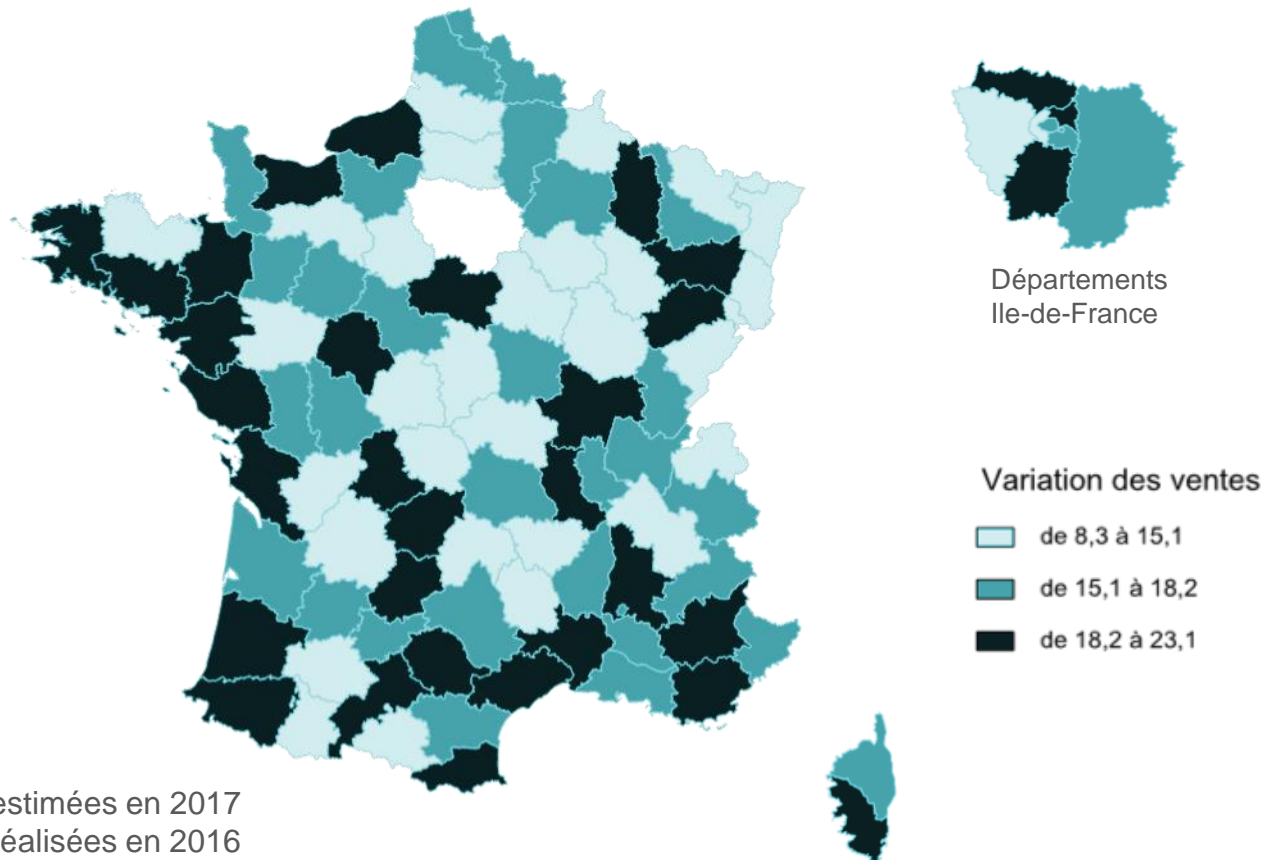 Départements
Ile-de-France
Variation des ventes
de 8,3 à 15,1
de 15,1 à 18,2
de 18,2 à 23,1
estimées en 2017
éalisées en 2016